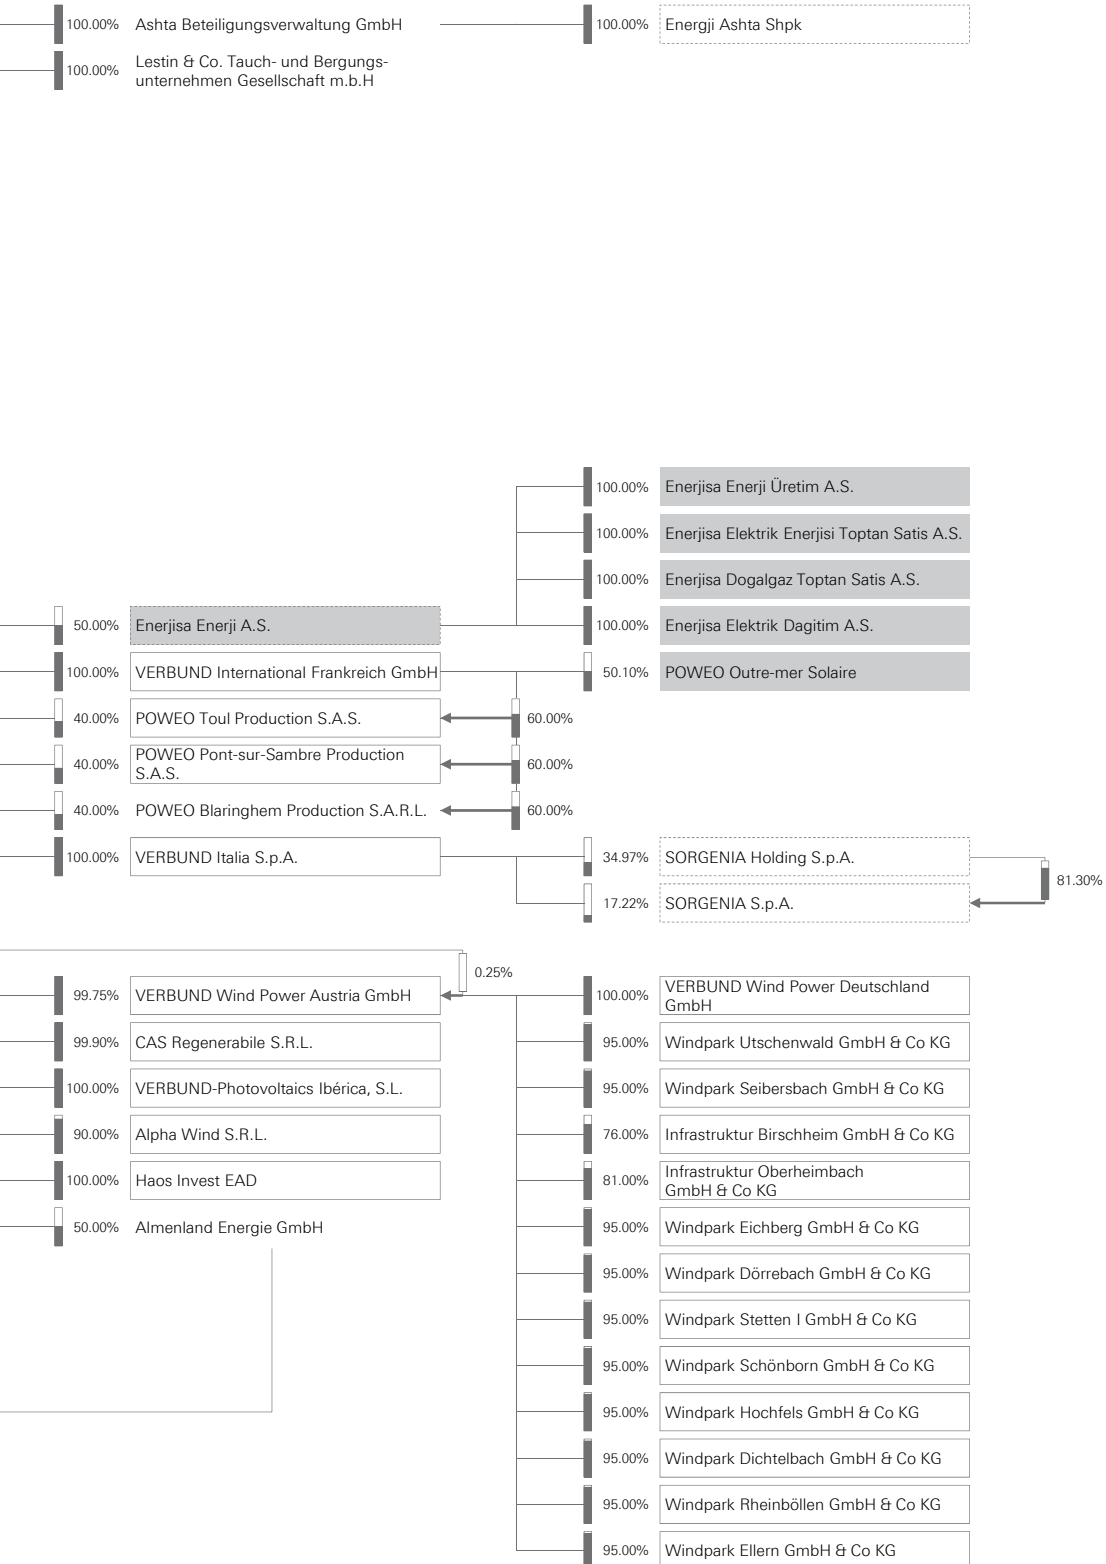 100.00% Ashta Beteiligungsverwaltung GmbH 100.00% Energji Ashta Shpk
100.00% Lestin & Co. Tauch- und Bergungs-
unternehmen Gesellschaft m.b.H
100.00% Enerjisa Enerji Üretim A.S.
100.00% Enerjisa Elektrik Enerjisi Toptan Satis A.S.
100.00% Enerjisa Dogalgaz Toptan Satis A.S.
50.00% Enerjisa Enerji A.S. 100.00% Enerjisa Elektrik Dagitim A.S.
100.00% VERBUND International Frankreich GmbH 50.10% POWEO Outre-mer Solaire
40.00% POWEO Toul Production S.A.S. 60.00%
40.00% POWEO Pont-sur-Sambre Production
S.A.S. 60.00%
40.00% POWEO Blaringhem Production S.A.R.L. 60.00%
100.00% VERBUND Italia S.p.A. 34.97% SORGENIA Holding S.p.A.
81.30%
17.22% SORGENIA S.p.A.
0.25%
99.75% VERBUND Wind Power Austria GmbH 100.00% VERBUND Wind Power Deutschland
GmbH
99.90% CAS Regenerabile S.R.L. 95.00% Windpark Utschenwald GmbH & Co KG
100.00% VERBUND-Photovoltaics Ibérica, S.L. 95.00% Windpark Seibersbach GmbH & Co KG
90.00% Alpha Wind S.R.L. 76.00% Infrastruktur Birschheim GmbH & Co KG
100.00% Haos Invest EAD 81.00% Infrastruktur Oberheimbach
GmbH & Co KG
50.00% Almenland Energie GmbH 95.00% Windpark Eichberg GmbH & Co KG
95.00% Windpark Dörrebach GmbH & Co KG
95.00% Windpark Stetten I GmbH & Co KG
95.00% Windpark Schönborn GmbH & Co KG
95.00% Windpark Hochfels GmbH & Co KG
95.00% Windpark Dichtelbach GmbH & Co KG
95.00% Windpark Rheinböllen GmbH & Co KG
95.00% Windpark Ellern GmbH & Co KG